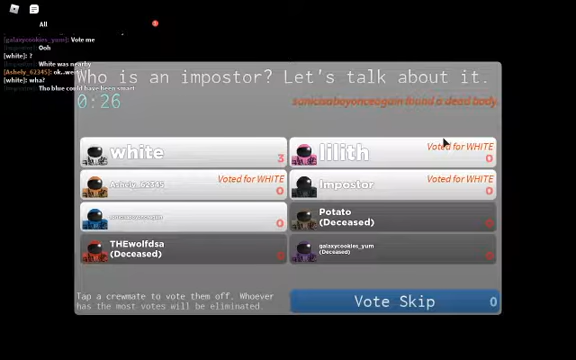 All
[galaxycookies_yum]: Vote me
Ooh
[white]: ?
White was nearby
[Ashely_62345]: ok..
[white]: wha?
Tho blue could have been smart
Who is an impostor? Let's talk about it.
0:26
sonicisaboyonceagain found a dead body.
white
3
Voted for WHITE
lilith
0
Voted for WHITE
Ashely_62345
0
Voted for WHITE
Impostor
0
0
Potato
(Deceased)
0
THEwolfdsa
(Deceased)
0
galaxycookies_yum
(Deceased)
0
Tap a crewmate to vote them off. Whoever
has the most votes will be eliminated.
Vote Skip 0